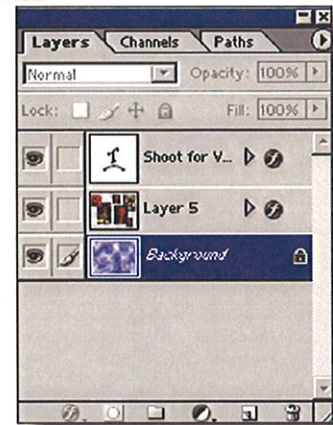 Layers Channels Paths
Normal Opacity: 100%
Lock: Fill: 100%
T Shoot for V...
Layer 5
Background